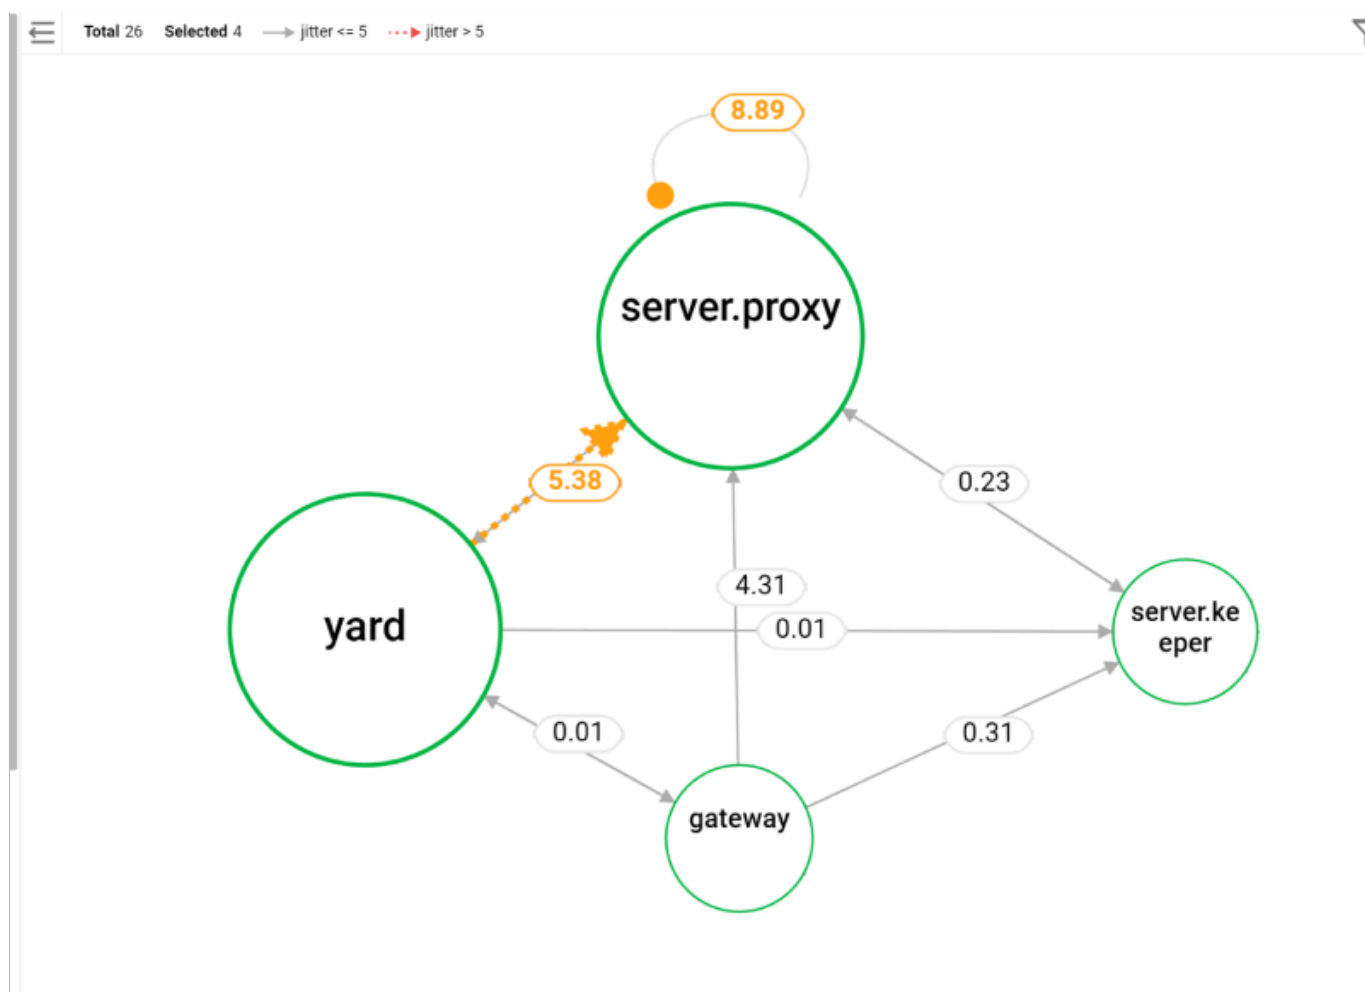 Total 26 Selected 4 jitter <= 5 jitter > 5
8.89
server.proxy
5.38
0.23
4.31
0.01
yard
server.ke
eper
0.01
0.31
gateway